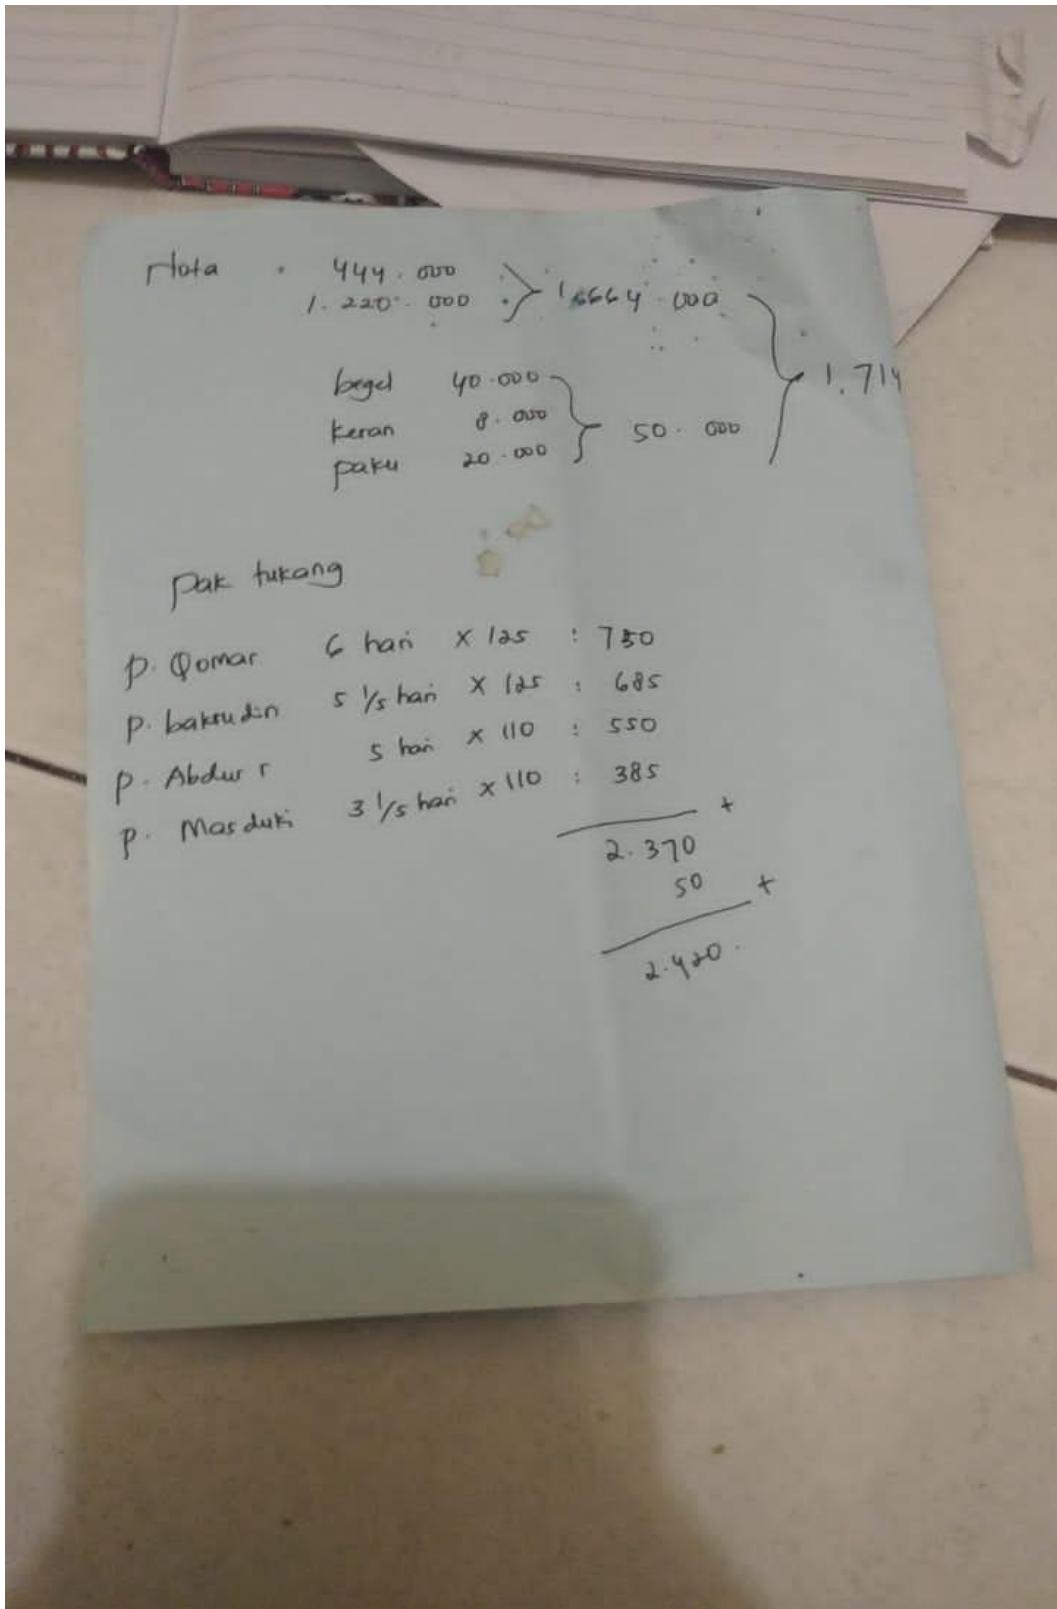 Nota : 444.000
1.220.000 } 1.664.000
} 1.714
begel 40.000
keran 8.000 } 50.000
paku 20.000
pak tukang
p. Qomar 6 hari x 125 : 750
p. bakrudin 5 1/5 hari x 125 : 685
p. Abdur r 5 hari x 110 : 550
p. Masduki 3 1/5 hari x 110 : 385
+
2.370
50 +
2.420.